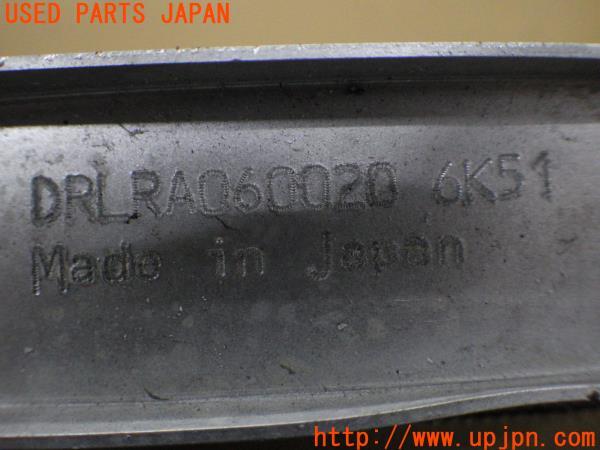 USED PARTS JAPAN
DRLRA060020 6K51
Made in Japan
http://www.upjpn.com